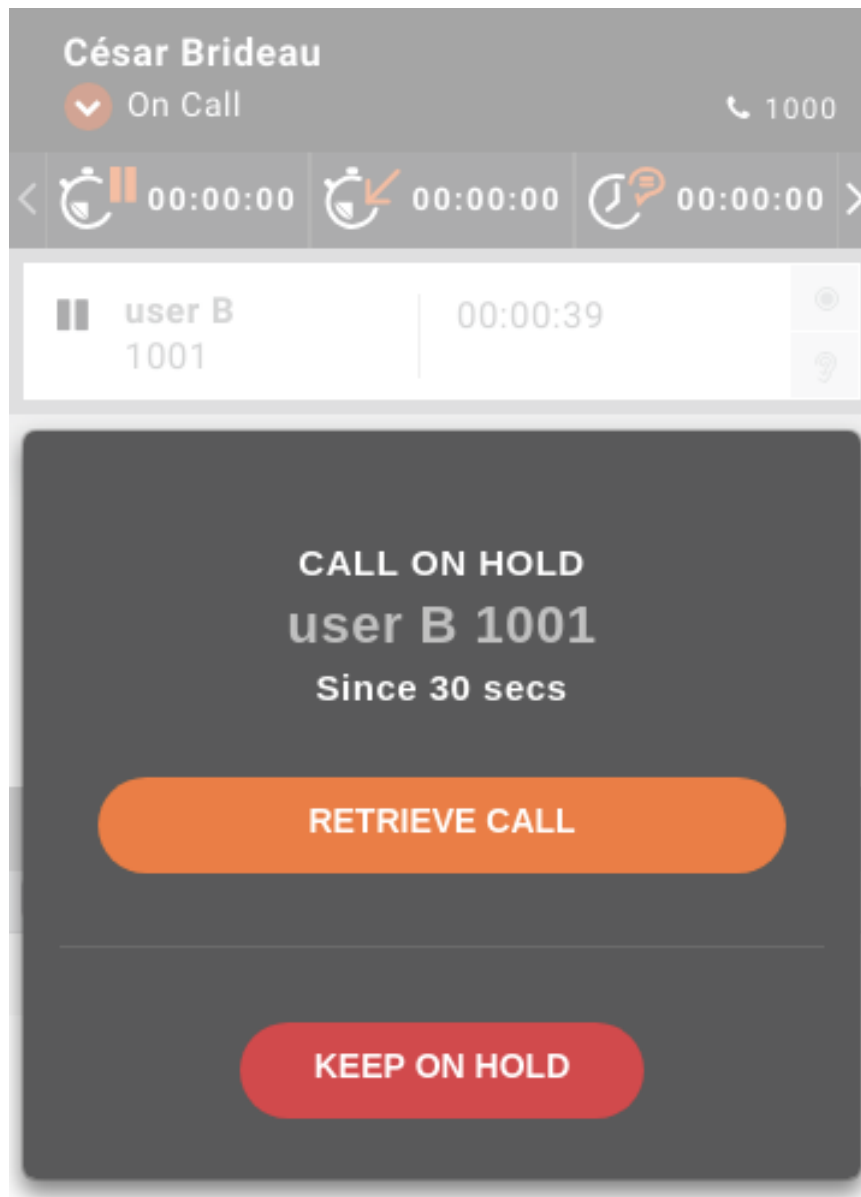 César Brideau
On Call
1000
00:00:00 00:00:00 00:00:00
user B 00:00:39
1001
CALL ON HOLD
user B 1001
Since 30 secs
RETRIEVE CALL
KEEP ON HOLD